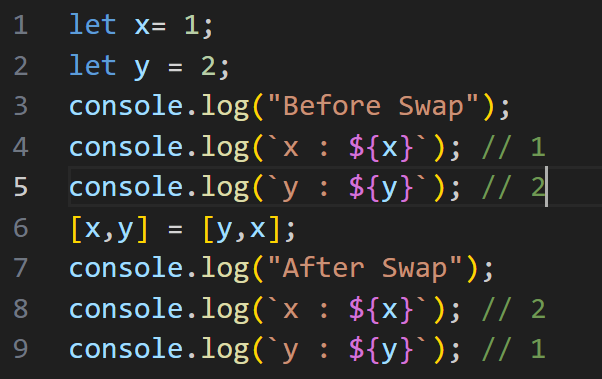 1 let x= 1;
2 let y = 2;
3 console.log("Before Swap");
4 console.log(`x : ${x}`); // 1
5 console.log(`y : ${y}`); // 2
6 [x,y] = [y,x];
7 console.log("After Swap");
8 console.log(`x : ${x}`); // 2
9 console.log(`y : ${y}`); // 1